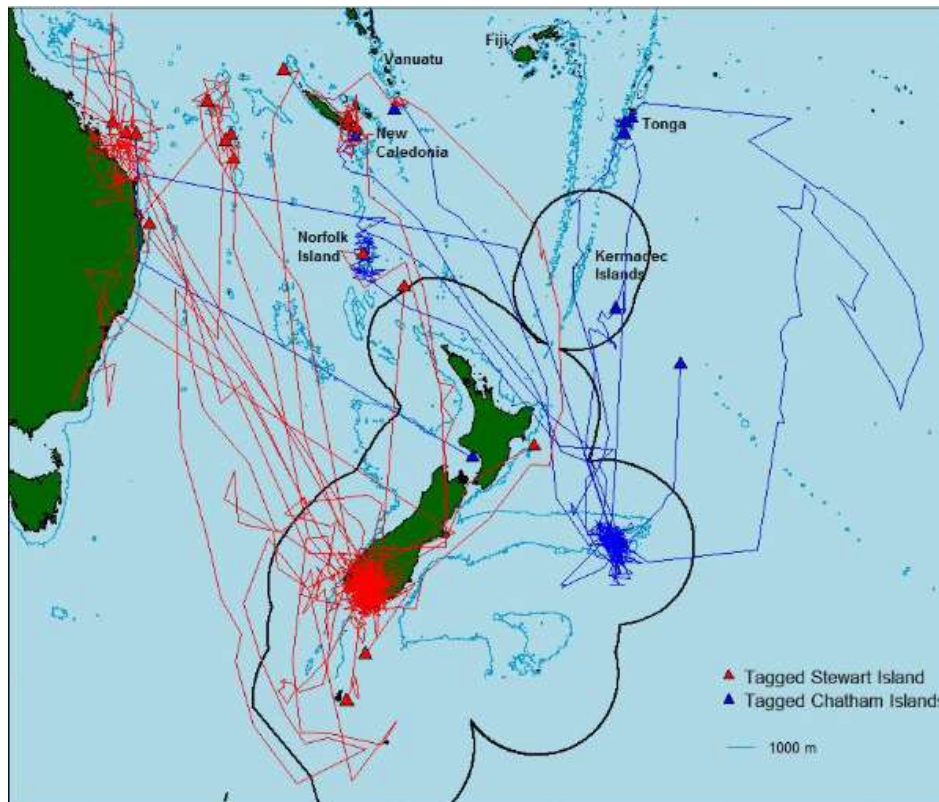 Fiji
Vanuatu
Tonga
New
Caledonia
Norfolk
Island
Kermadec
Islands
Tagged Stewart Island
Tagged Chatham Islands
1000 m